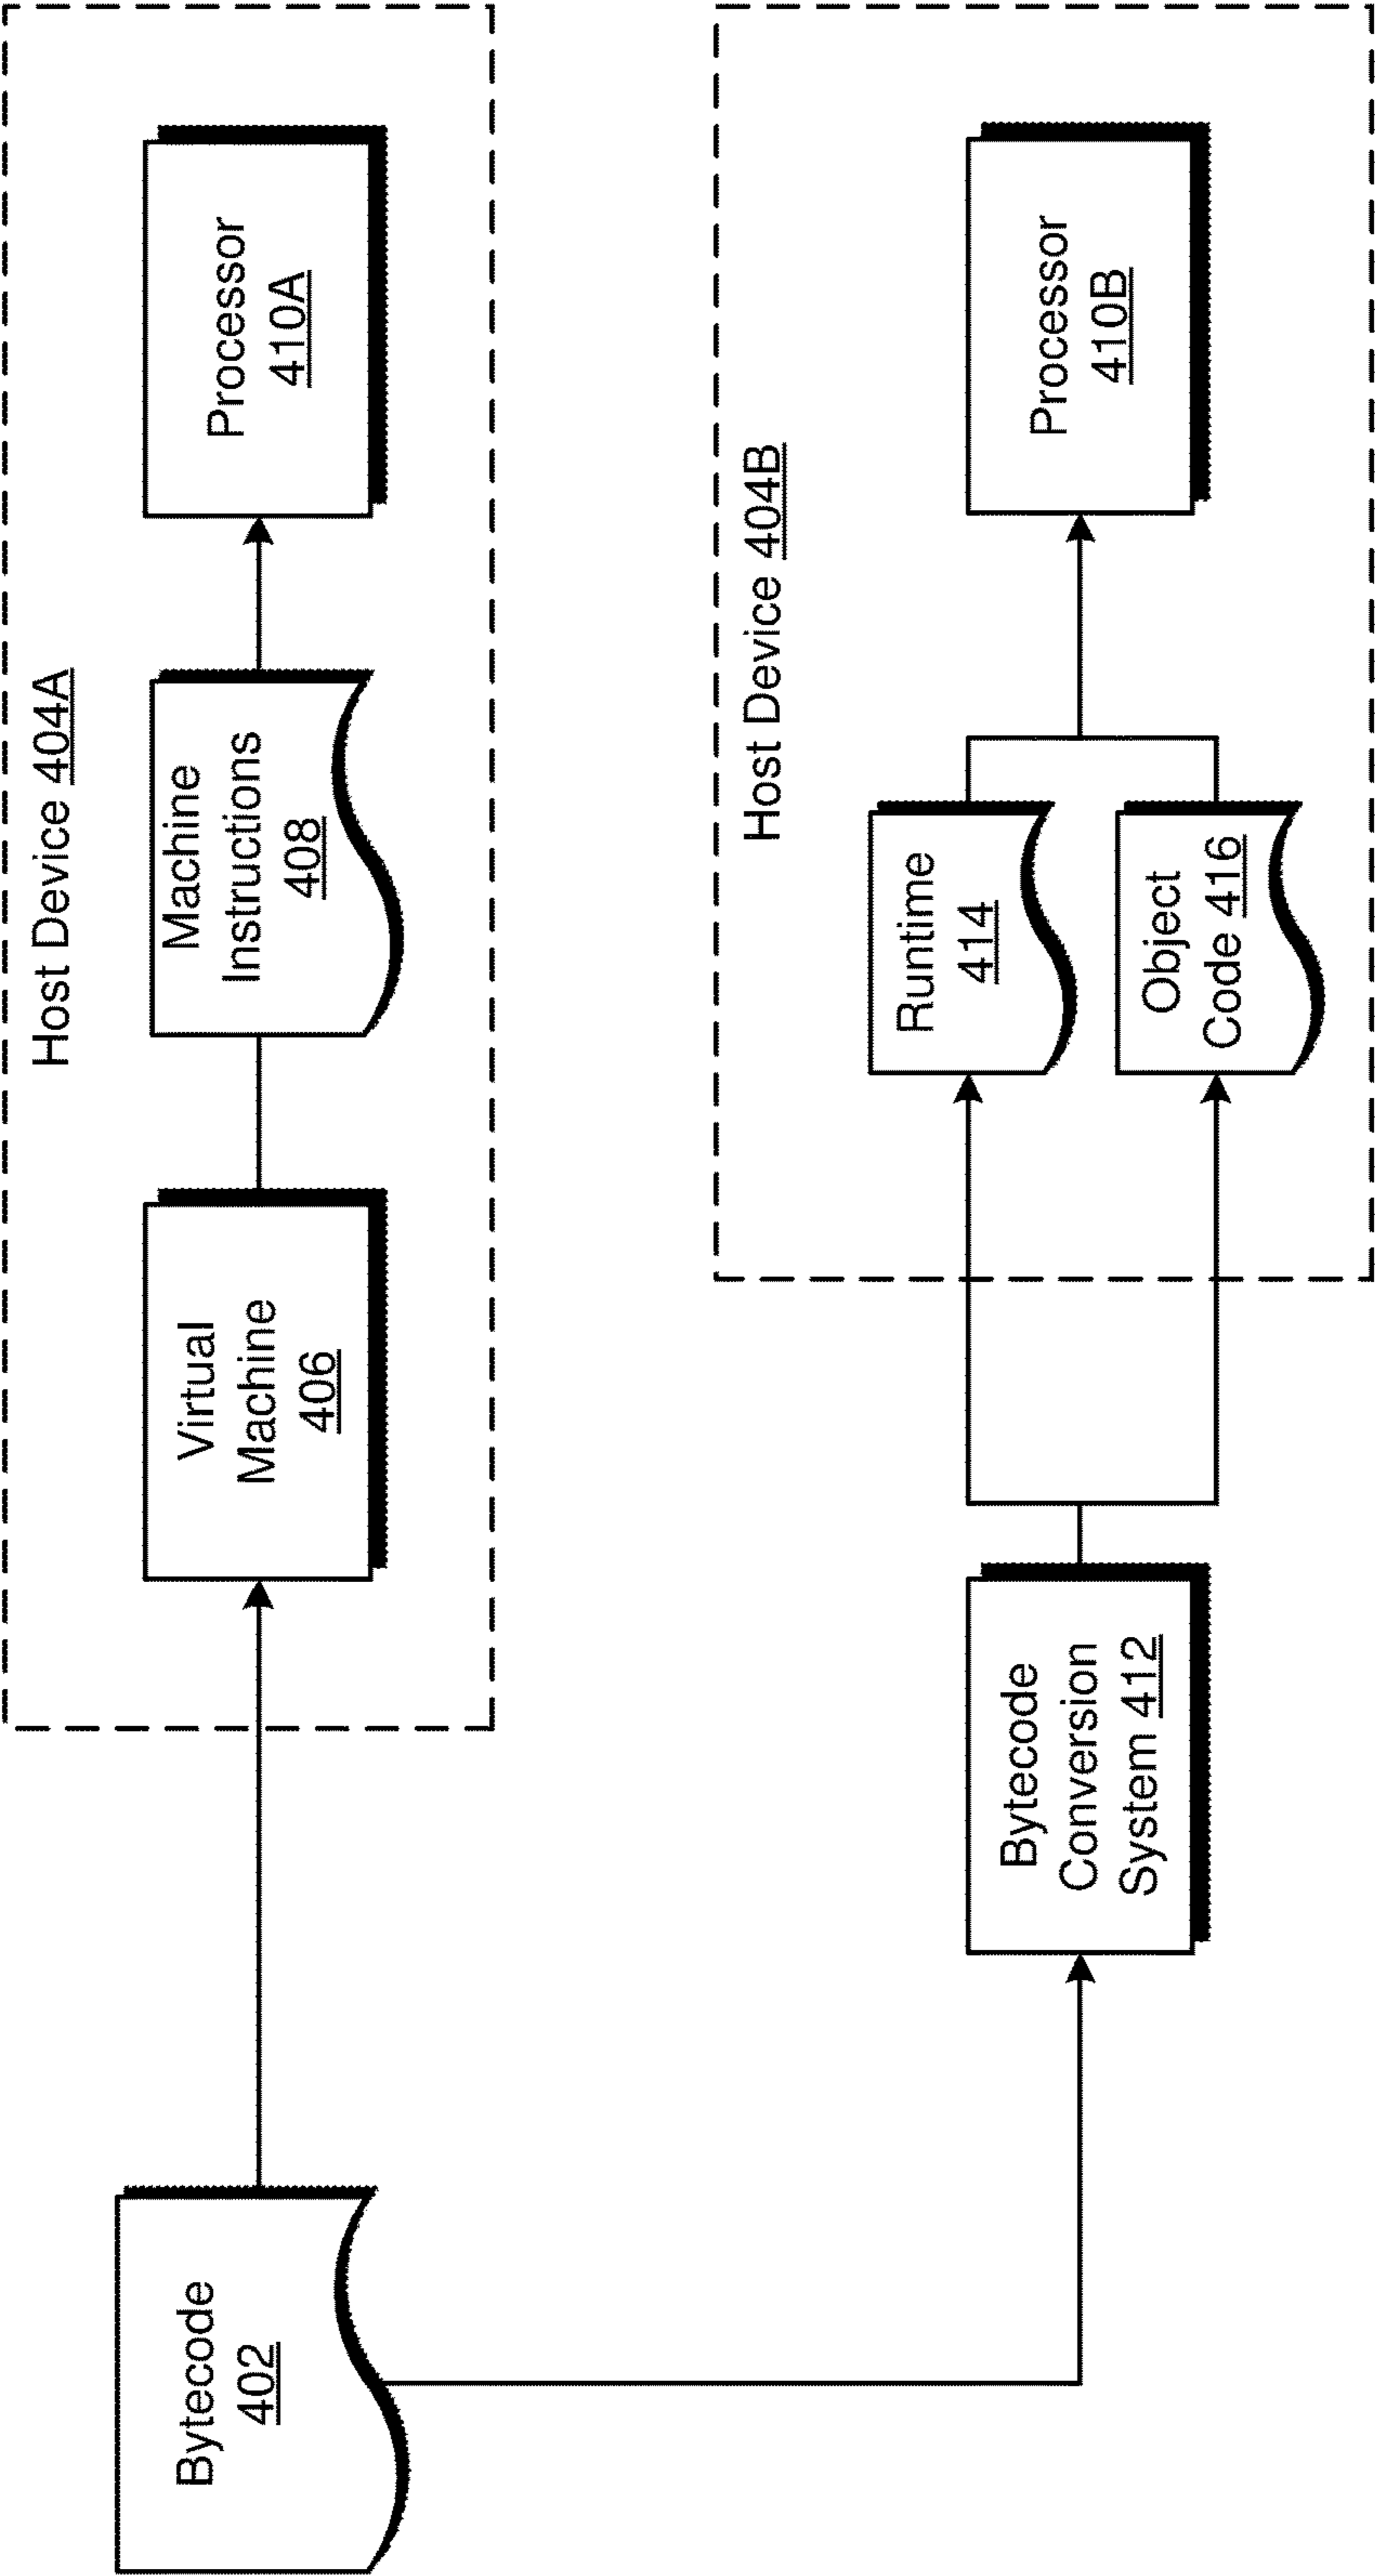 Bytecode
402
Host Device 404A
Virtual
Machine
406
Machine
Instructions
408
Processor
410A
Bytecode
Conversion
System 412
Host Device 404B
Runtime
414
Object
Code 416
Processor
410B